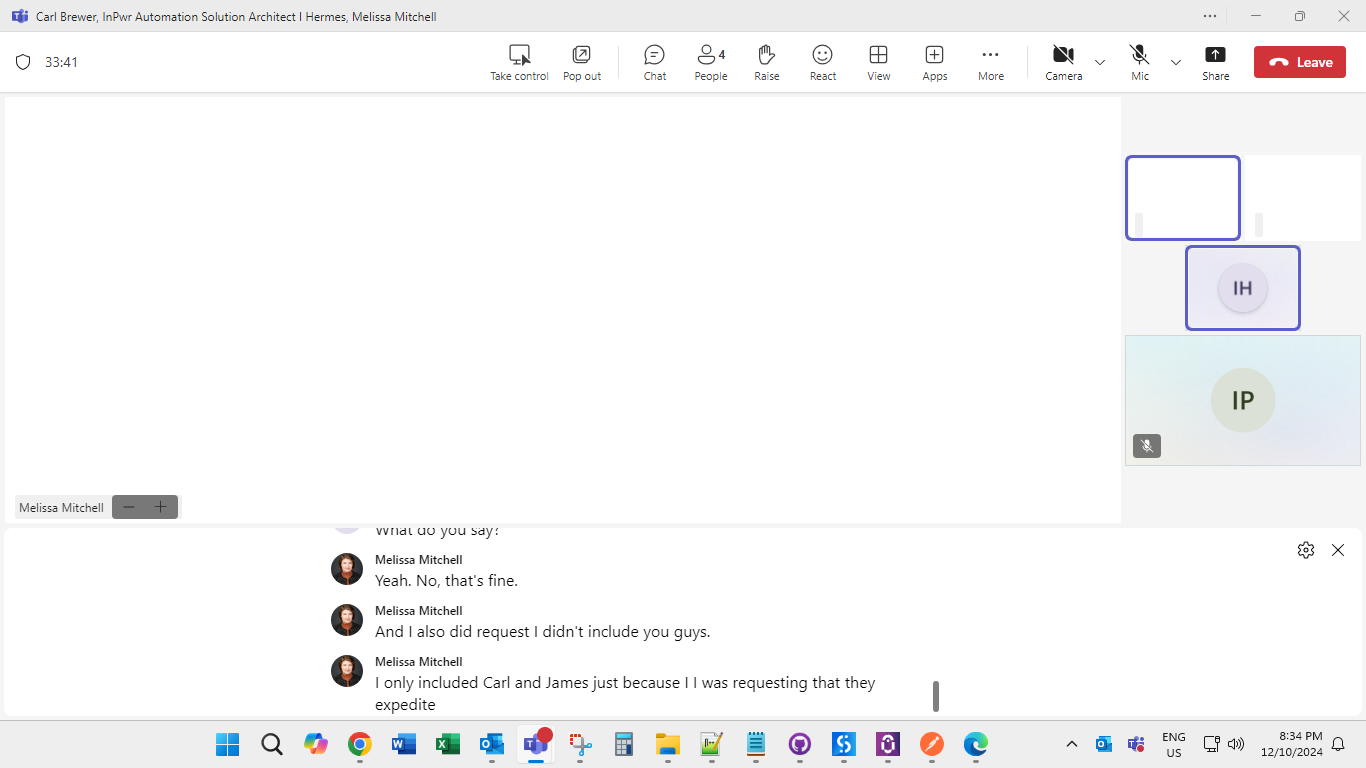 Carl Brewer, InPwr Automation Solution Architect I Hermes, Melissa Mitchell
33:41
Take control
Pop out
Chat
4
People
Raise
React
View
Apps
More
Camera
Mic
Share
Leave
IH
IP
Melissa Mitchell
What do you say?
Melissa Mitchell
Yeah. No, that's fine.
Melissa Mitchell
And I also did request I didn't include you guys.
Melissa Mitchell
I only included Carl and James just because I I was requesting that they
expedite
ENG
US
8:34 PM
12/10/2024